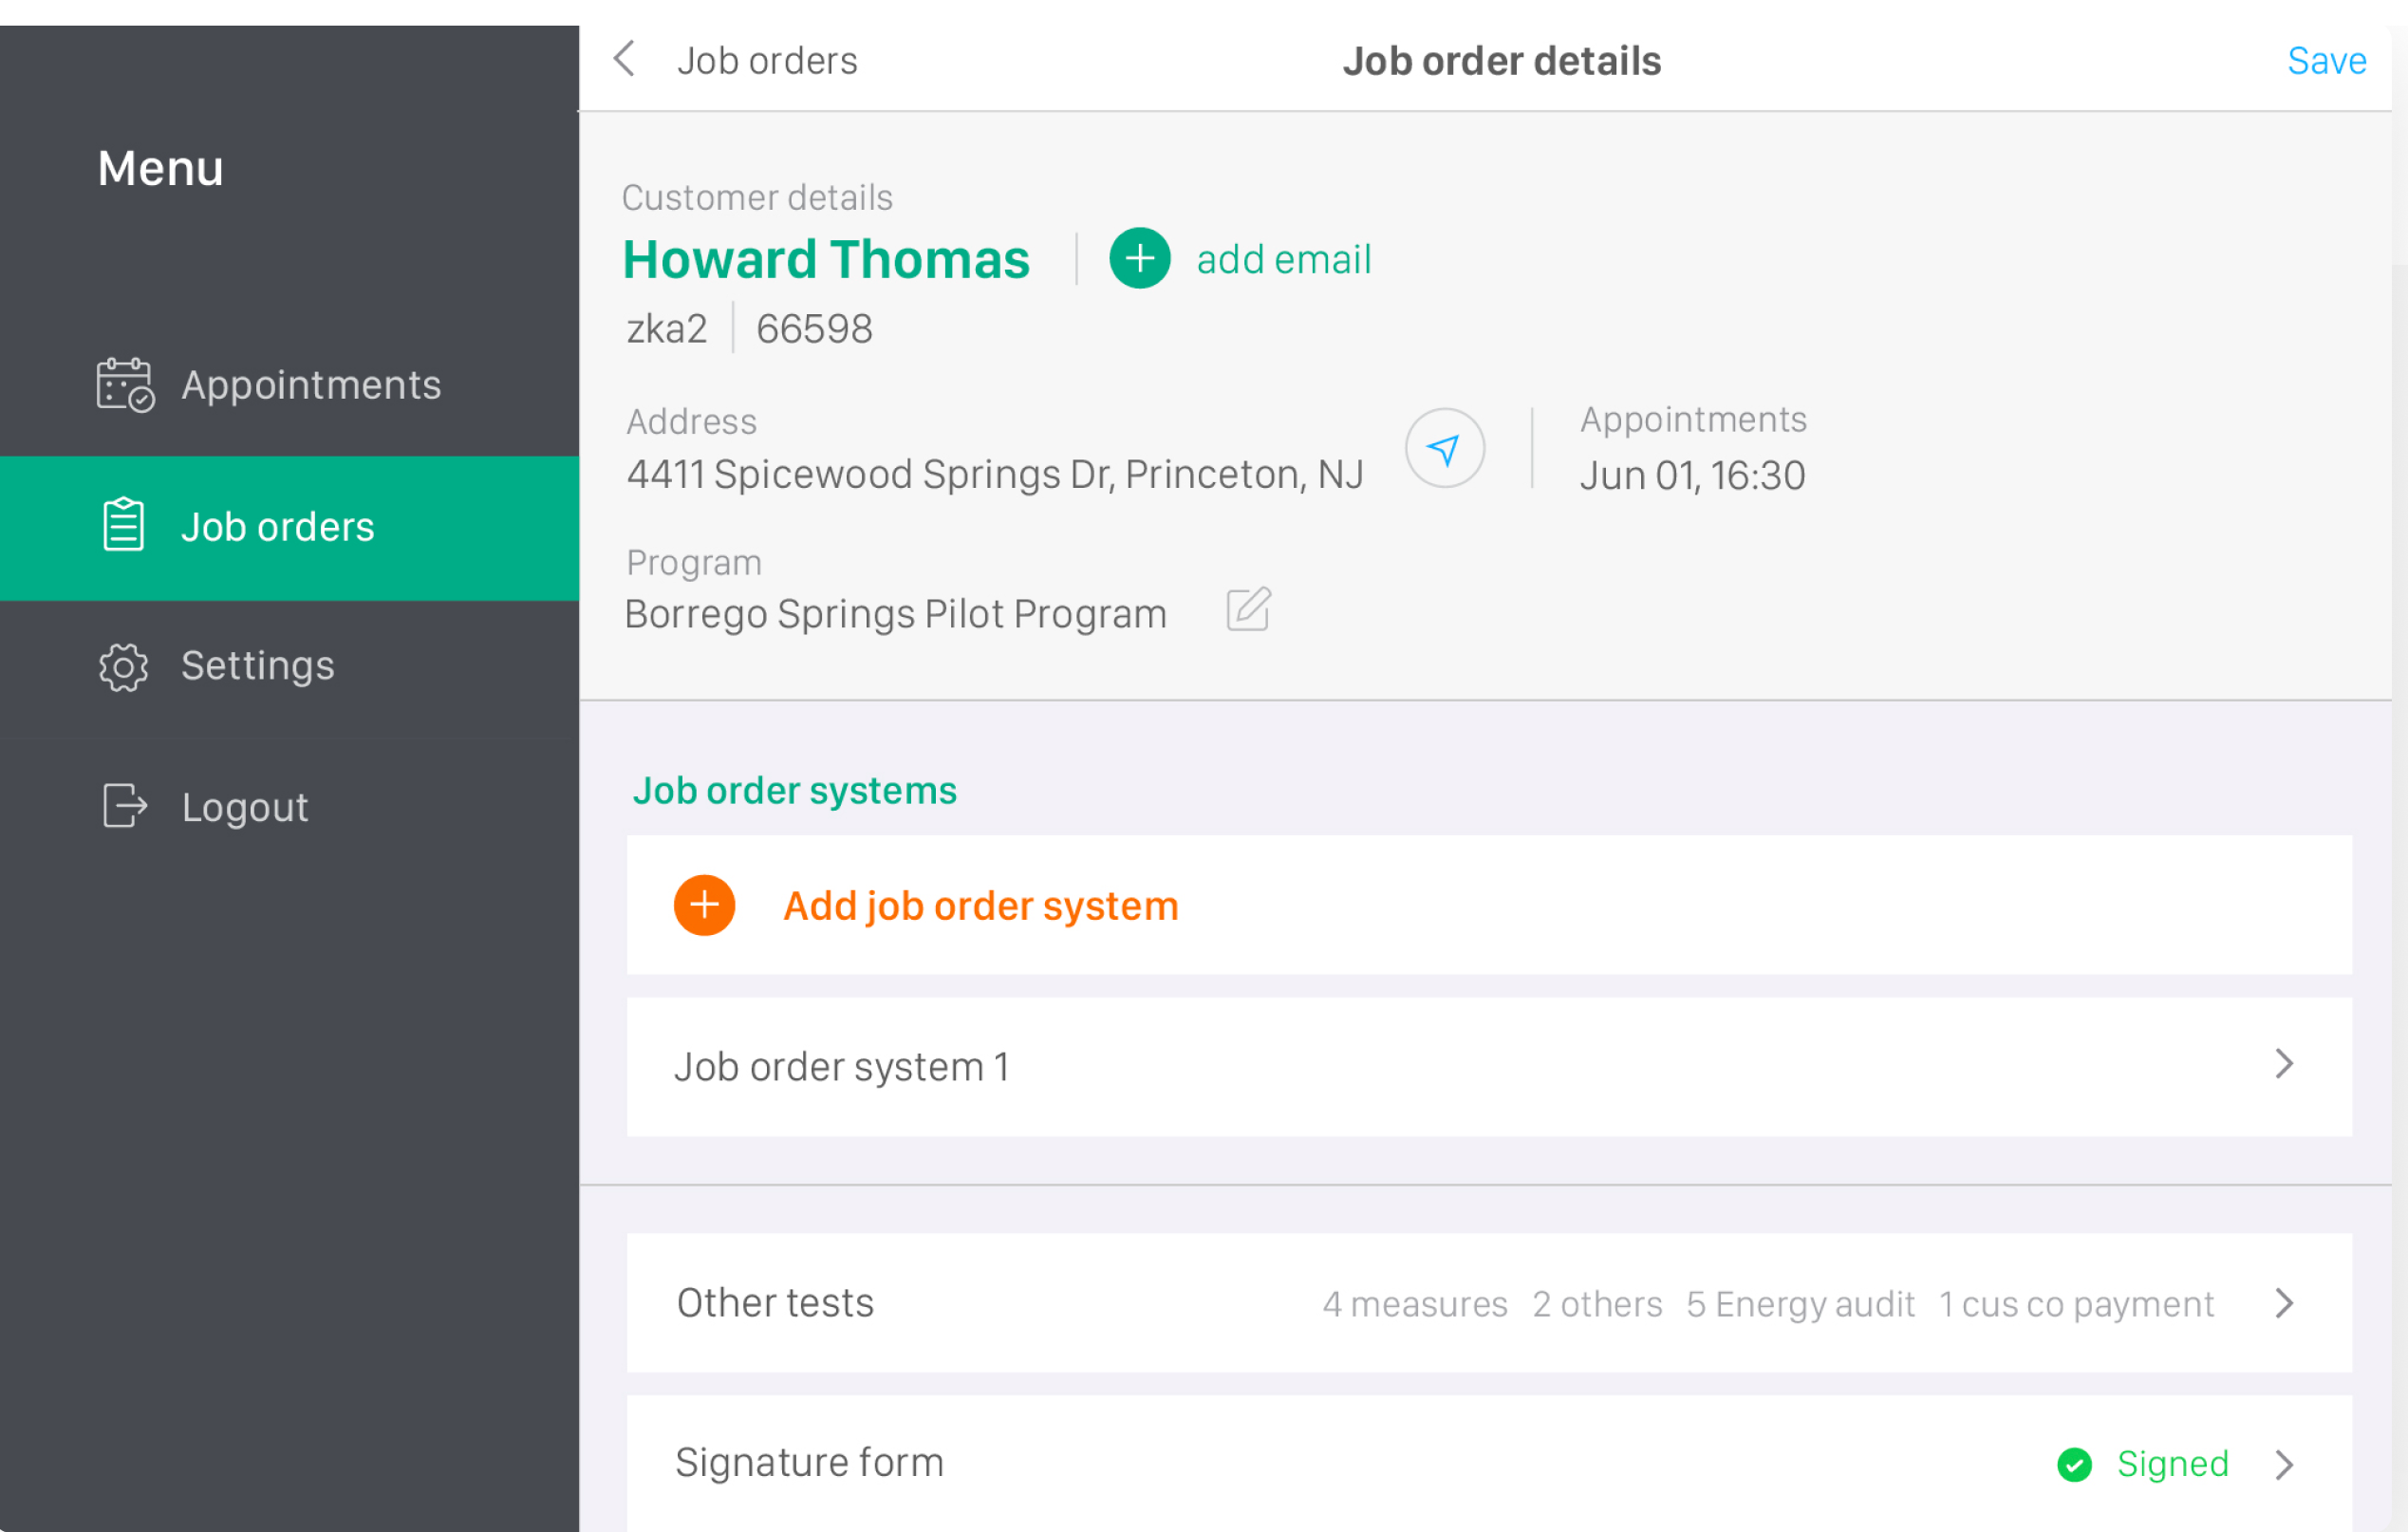 Job orders
Job order details
Save
Menu
Appointments
Job orders
Settings
Logout
Customer details
Howard Thomas
add email
zka2
66598
Address
4411 Spicewood Springs Dr, Princeton, NJ
Appointments
Jun 01, 16:30
Program
Borrego Springs Pilot Program
Job order systems
Add job order system
Job order system 1
Other tests
4 measures 2 others 5 Energy audit 1 cus co payment
Signature form
Signed